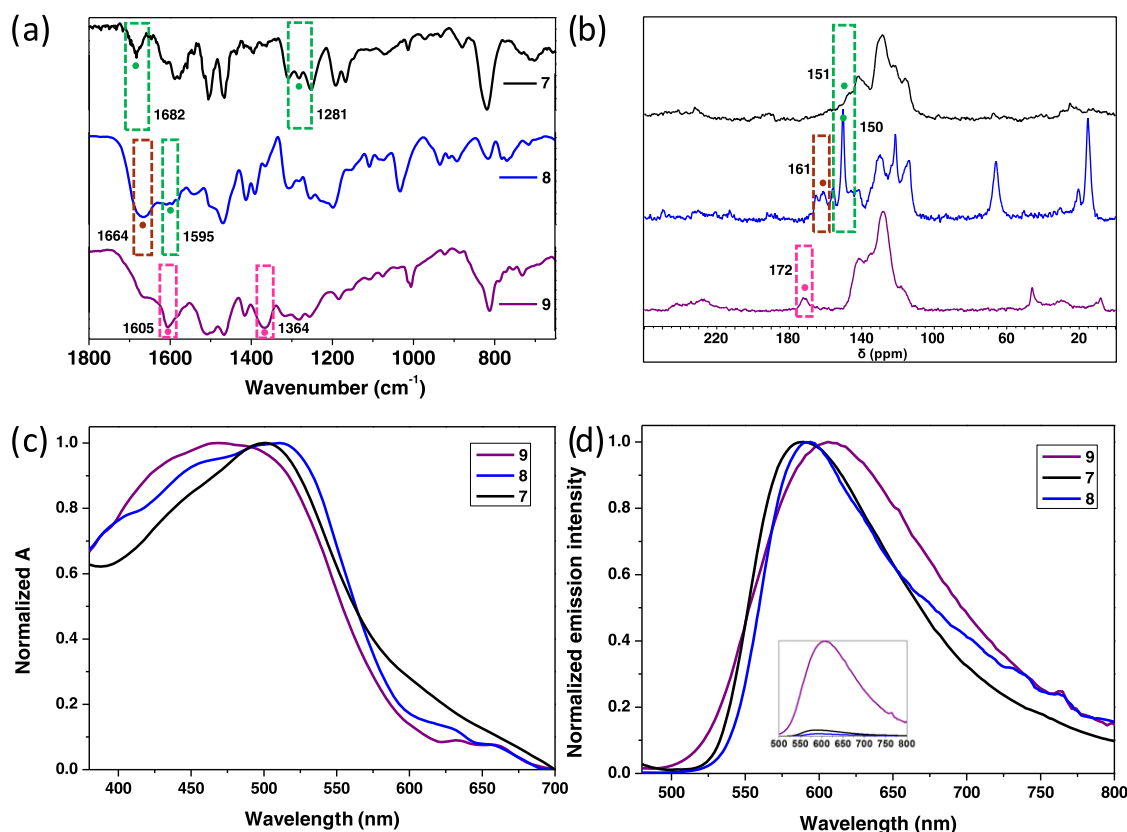 (a)
7
1682
1281
8
1664
1595
9
1605
1364
1800 1600 1400 1200 1000 800
Wavenumber (cm-1)
(b)
151
150
161
172
220 180 140 100 60 20
δ (ppm)
(c)
9
8
7
1.0
0.8
0.6
0.4
0.2
0.0
Normalized A
400 450 500 550 600 650 700
Wavelength (nm)
(d)
9
7
8
1.0
0.8
0.6
0.4
0.2
0.0
Normalized emission intensity
500 550 600 650 700 800
500 550 600 650 700 750 800
Wavelength (nm)